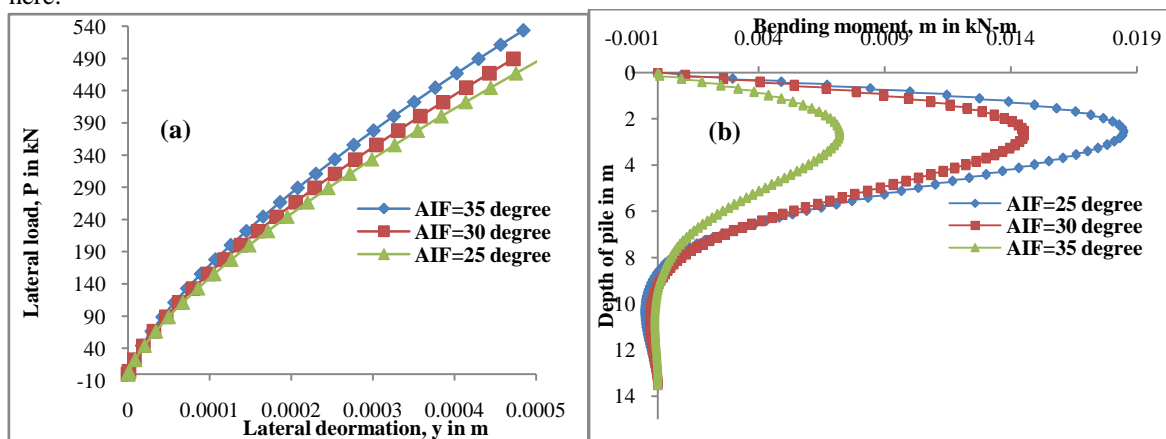 here.
540
490
440
390
340
290
240
190
140
90
40
-10
Lateral load, P in kN
(a)
AIF=35 degree
AIF=30 degree
AIF=25 degree
0 0.0001 0.0002 0.0003 0.0004 0.0005
Lateral deormation, y in m
Bending moment, m in kN-m
-0.001 0.004 0.009 0.014 0.019
0
2
4
6
8
10
12
14
Depth of pile in m
(b)
AIF=25 degree
AIF=30 degree
AIF=35 degree